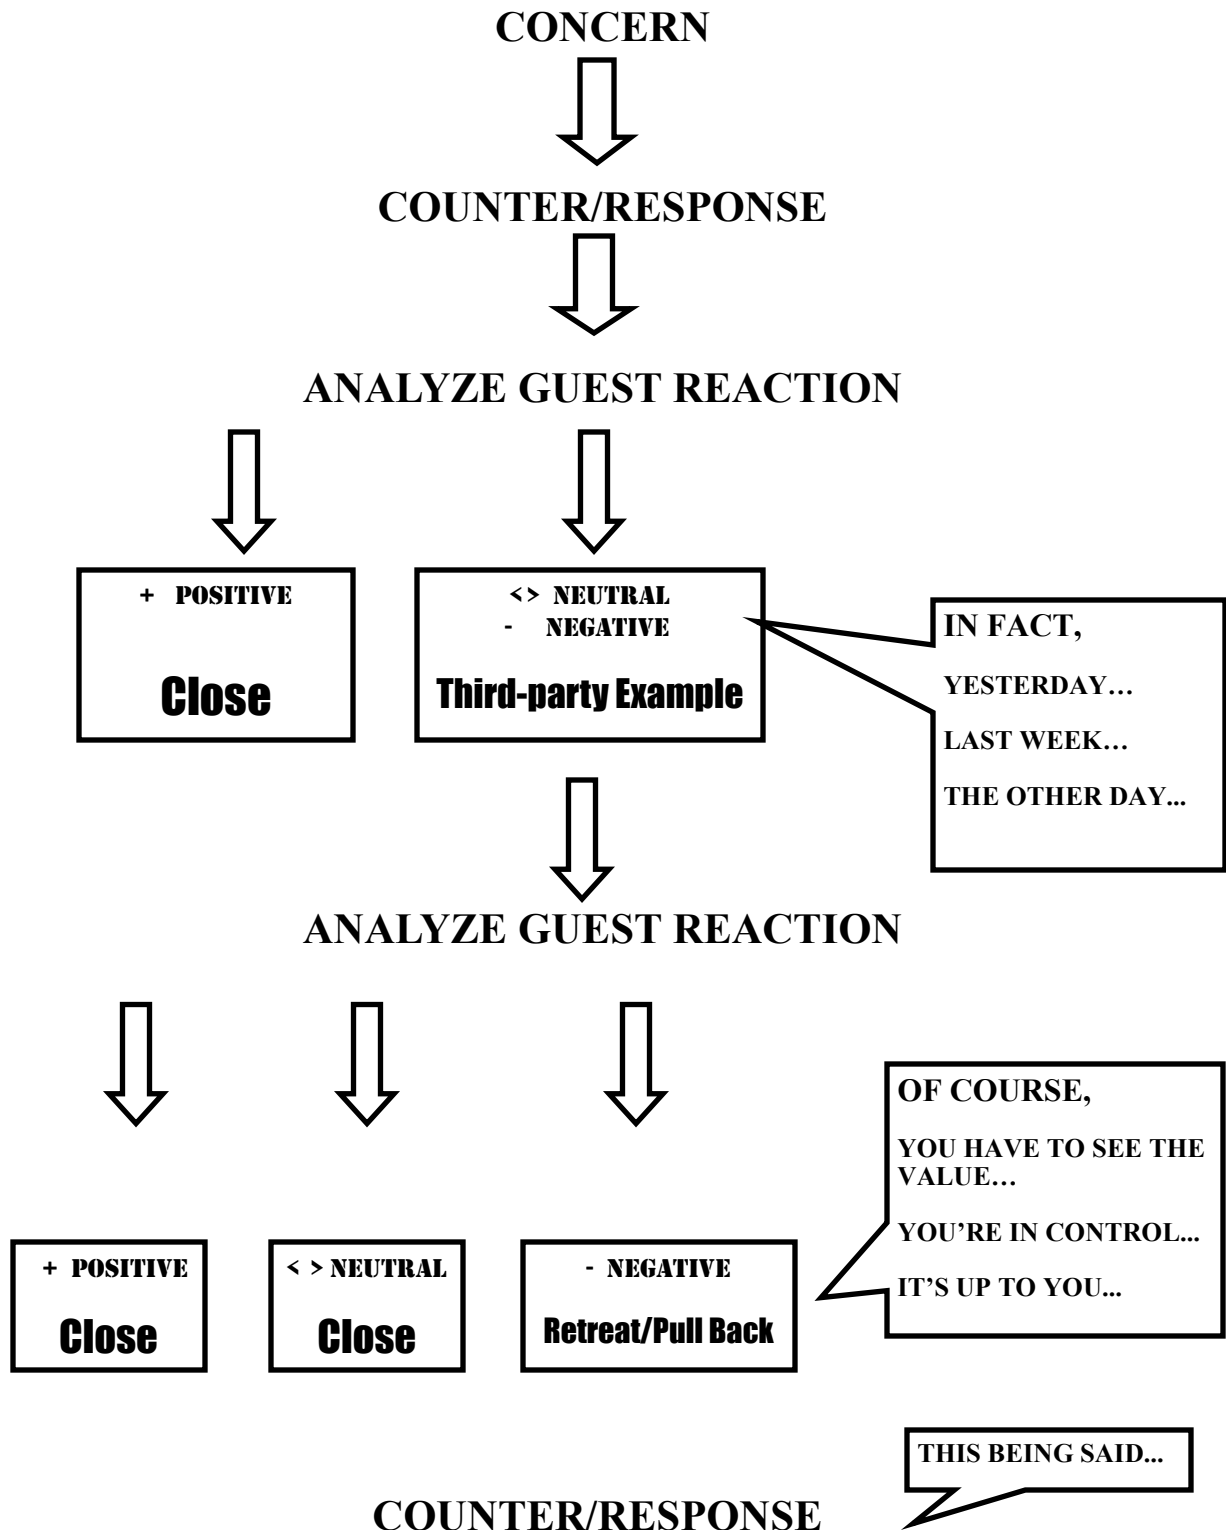 CONCERN
COUNTER/RESPONSE
ANALYZE GUEST REACTION
+ POSITIVE
Close
<> NEUTRAL
- NEGATIVE
Third-party Example
IN FACT,
YESTERDAY…
LAST WEEK…
THE OTHER DAY...
ANALYZE GUEST REACTION
+ POSITIVE
Close
< > NEUTRAL
Close
- NEGATIVE
Retreat/Pull Back
OF COURSE,
YOU HAVE TO SEE THE
VALUE…
YOU’RE IN CONTROL...
IT’S UP TO YOU...
THIS BEING SAID...
COUNTER/RESPONSE